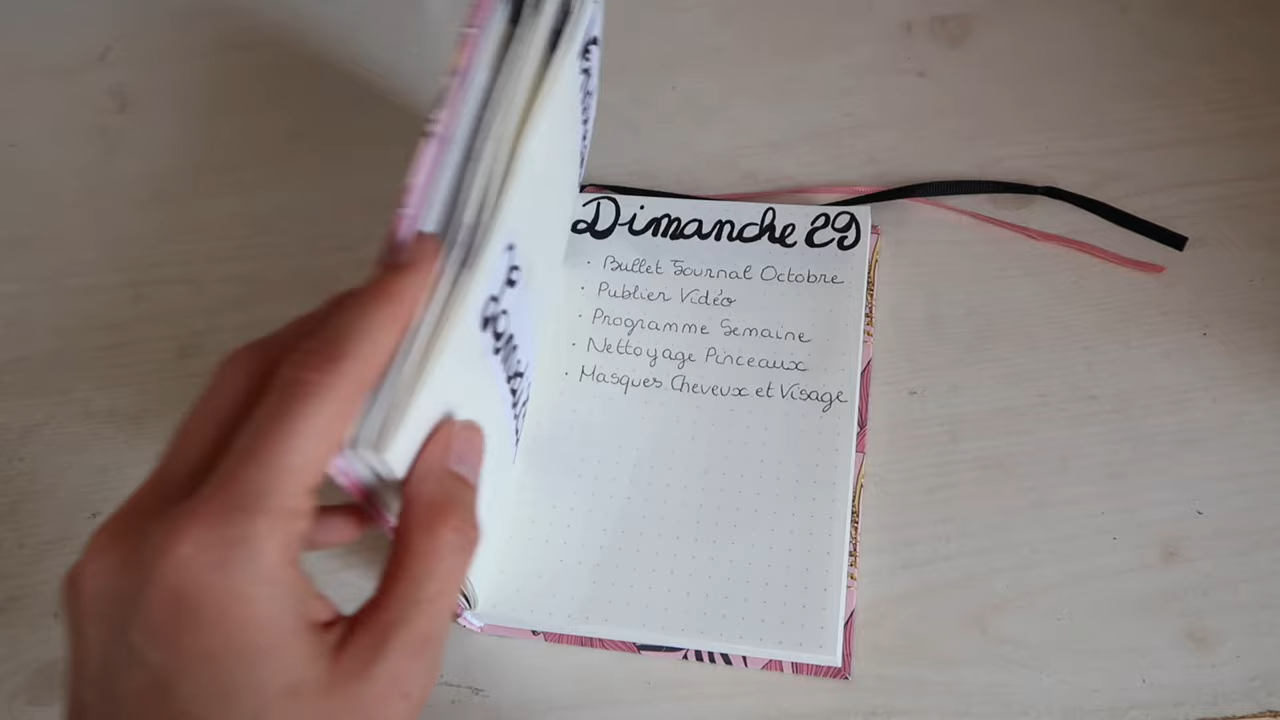 Dimanche 29
· Bullet Journal Octobre
· Publier Vidéo
· Programme Semaine
· Nettoyage Pinceaux
· Masques Cheveux et Visage